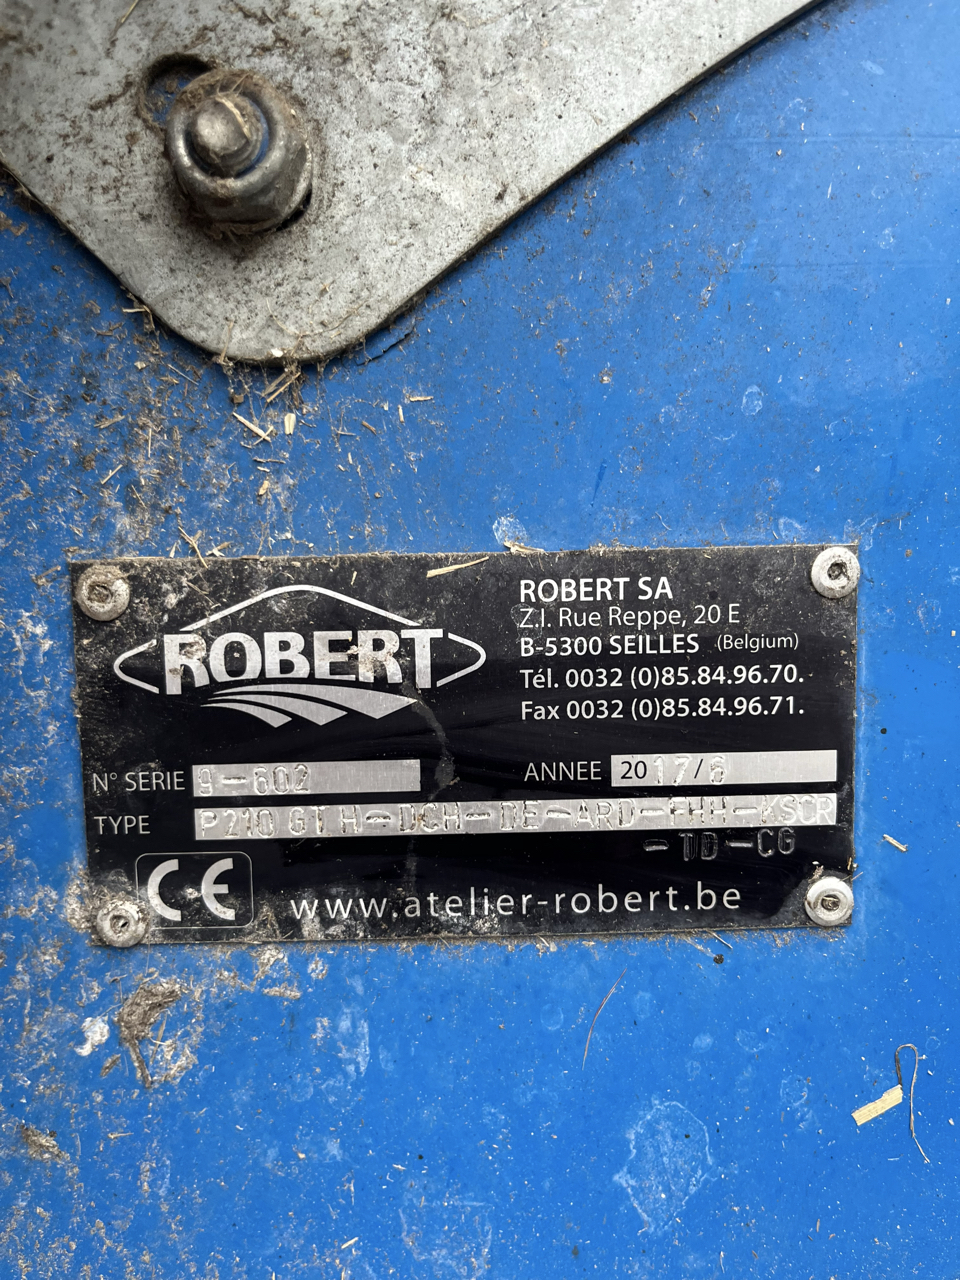 ROBERT
ROBERT SA
Z.I. Rue Reppe, 20 E
B-5300 SEILLES (Belgium)
Tél. 0032 (0)85.84.96.70.
Fax 0032 (0)85.84.96.71.
N° SERIE 9-602
ANNEE 2017/6
TYPE P210 GT H-DCH-DE-ARD-FHH-KSCR
-TD-CG
CE
www.atelier-robert.be